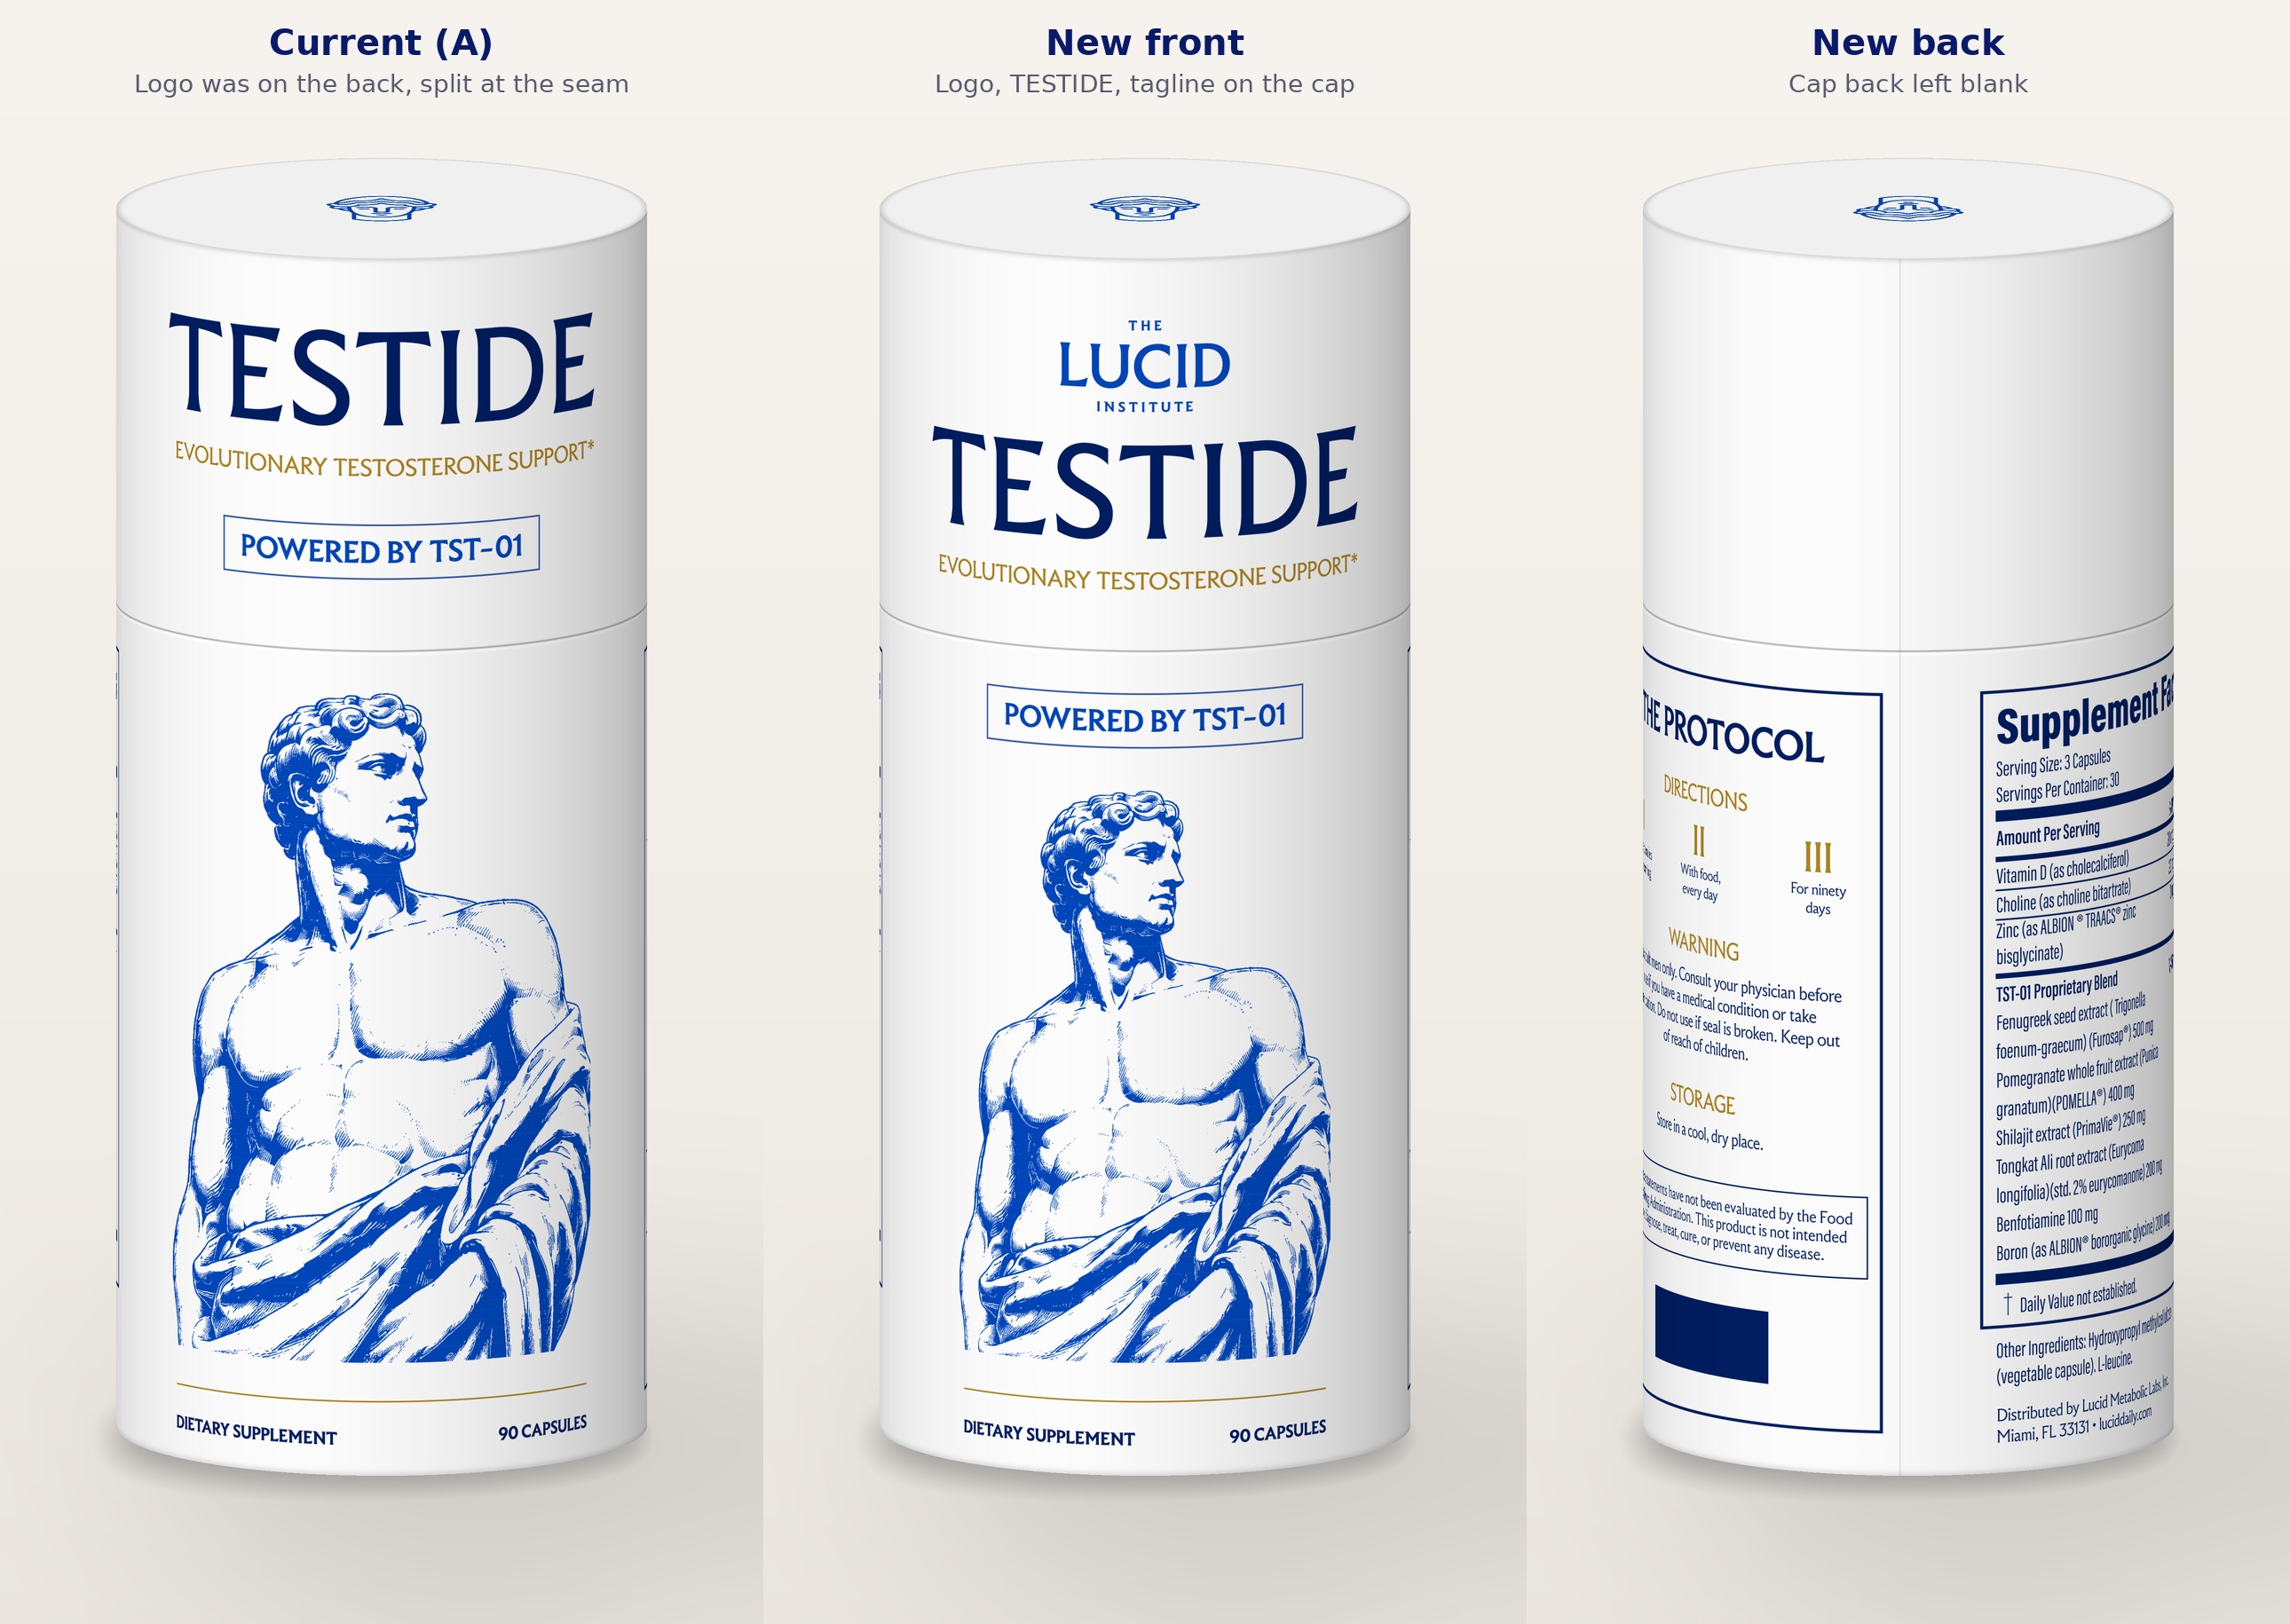 Current (A)
Logo was on the back, split at the seam
TESTIDE
EVOLUTIONARY TESTOSTERONE SUPPORT*
POWERED BY TST-01
DIETARY SUPPLEMENT
90 CAPSULES
New front
Logo, TESTIDE, tagline on the cap
THE
LUCID
INSTITUTE
TESTIDE
EVOLUTIONARY TESTOSTERONE SUPPORT*
POWERED BY TST-01
DIETARY SUPPLEMENT
90 CAPSULES
New back
Cap back left blank
THE PROTOCOL
DIRECTIONS
II
With food,
every day
III
For ninety
days
WARNING
men only. Consult your physician before
if you have a medical condition or take
Do not use if seal is broken. Keep out
of reach of children.
STORAGE
Store in a cool, dry place.
have not been evaluated by the Food
Administration. This product is not intended
diagnose, treat, cure, or prevent any disease.
Supplement
Serving Size: 3 Capsules
Servings Per Container: 30
Amount Per Serving
Vitamin D (as cholecalciferol)
Choline (as choline bitartrate)
Zinc (as ALBION® TRAACS® zinc
bisglycinate)
TST-01 Proprietary Blend
Fenugreek seed extract (Trigonella
foenum-graecum) (Furosap®) 500 mg
Pomegranate whole fruit extract (Punica
granatum)(POMELLA®) 400 mg
Shilajit extract (PrimaVie®) 250 mg
Tongkat Ali root extract (Eurycoma
longifolia)(std. 2% eurycomanone) 200 mg
Benfotiamine 100 mg
Boron (as ALBION® bororganic glycine) 200 mg
† Daily Value not established.
Other Ingredients: Hydroxypropyl
(vegetable capsule). L-leucine.
Distributed by Lucid Metabolic Labs, Inc.
Miami, FL 33131 • luciddaily.com